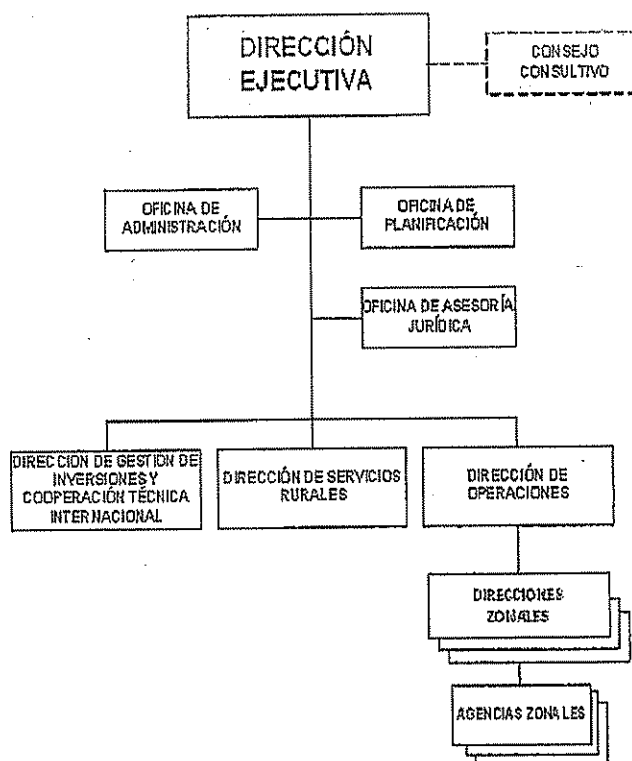 DIRECCIÓN
EJECUTIVA
CONSEJO
CONSULTIVO
OFICINA DE
ADMINISTRACIÓN
OFICINA DE
PLANIFICACIÓN
OFICINA DE ASESORÍA
JURÍDICA
DIRECCIÓN DE GESTIÓN DE
INVERSIONES Y
COOPERACIÓN TÉCNICA
INTERNACIONAL
DIRECCIÓN DE SERVICIOS
RURALES
DIRECCIÓN DE
OPERACIONES
DIRECCIONES
ZONALES
AGENCIAS ZONALES